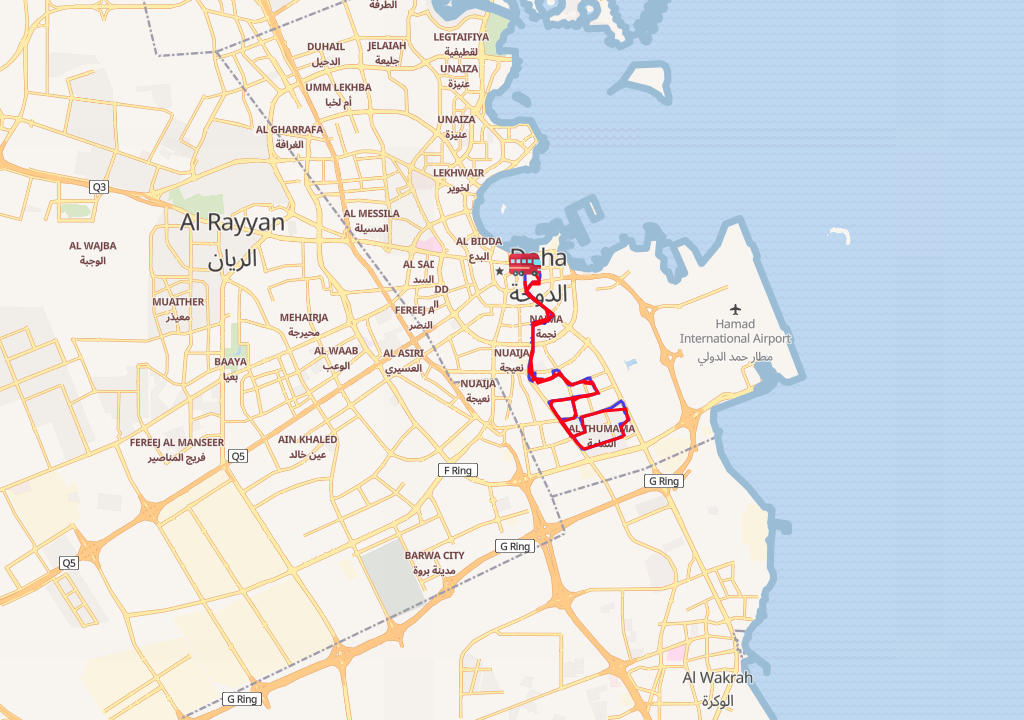 الطرفة
LEGTAIFIYA
لقطيفية
DUHAIL
الدحيل
JELAIAH
جليعة
UNAIZA
عنيزة
UMM LEKHBA
أم لخبا
UNAIZA
عنيزة
AL GHARRAFA
الغرافة
LEKHWAIR
لخوير
Q3
Al Rayyan
الريان
AL MESSILA
المسيلة
AL WAJBA
الوجبة
AL BIDDA
البدع
AL SAD
السد
DD
ال
الدوحة
MUAITHER
معيذر
MEHAIRJA
محيرجة
FEREEJ A
النصر
نجمة
Hamad
International Airport
مطار حمد الدولي
AL WAAB
الوعب
AL ASIRI
العسيري
NUAIJA
نعيجة
BAAYA
بعيا
NUAIJA
نعيجة
AL THUMAMA
FEREEJ AL MANSEER
فريج المناصير
AIN KHALED
عين خالد
Q5
F Ring
G Ring
G Ring
BARWA CITY
مدينة بروة
Q5
Al Wakrah
الوكرة
G Ring